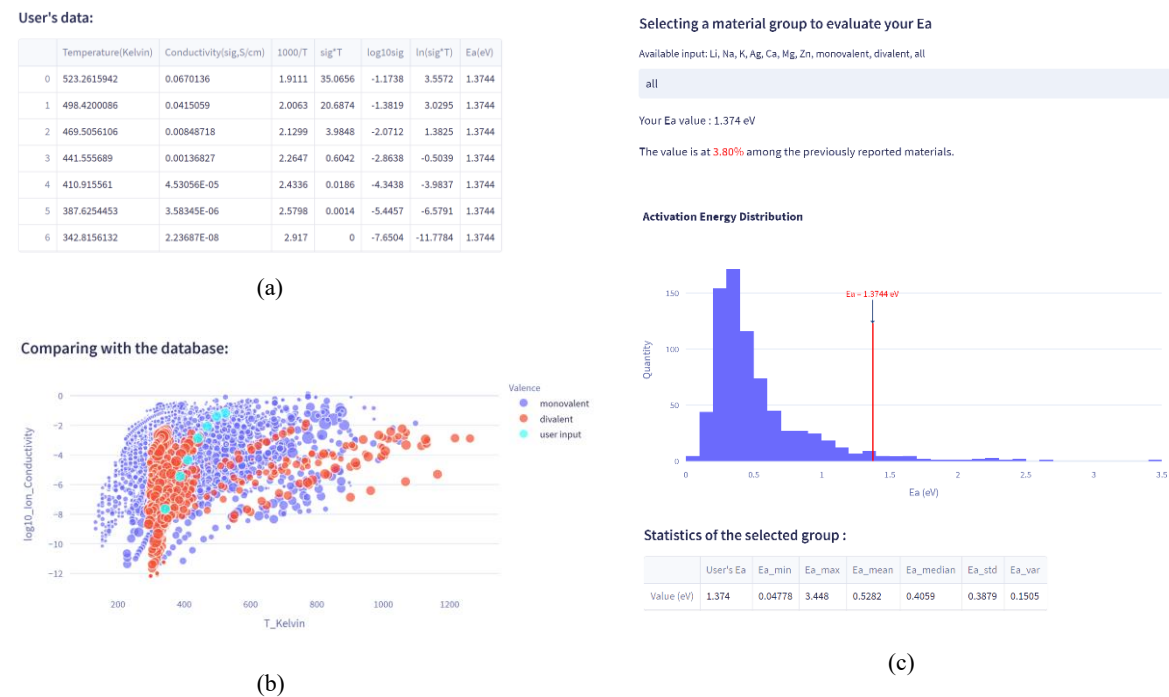 User's data:
Temperature(Kelvin) Conductivity(sig,S/cm) 1000/T sig*T log10sig ln(sig*T) Ea(eV)
0 523.2615942 0.0670136 1.9111 35.0656 -1.1738 3.5572 1.3744
1 498.4200086 0.0415059 2.0063 20.6874 -1.3819 3.0295 1.3744
2 469.5056106 0.00848718 2.1299 3.9848 -2.0712 1.3825 1.3744
3 441.555689 0.00136827 2.2647 0.6042 -2.8638 -0.5039 1.3744
4 410.915561 4.53056E-05 2.4336 0.0186 -4.3438 -3.9837 1.3744
5 387.6254453 3.58345E-06 2.5798 0.0014 -5.4457 -6.5791 1.3744
6 342.8156132 2.23687E-08 2.917 0 -7.6504 -11.7784 1.3744
(a)
Comparing with the database:
Valence
monovalent
divalent
user input
log10_Ion_Conductivity
0
−2
−4
−6
−8
−10
−12
200 400 600 800 1000 1200
T_Kelvin
(b)
Selecting a material group to evaluate your Ea
Available input: Li, Na, K, Ag, Ca, Mg, Zn, monovalent, divalent, all
all
Your Ea value : 1.374 eV
The value is at 3.80% among the previously reported materials.
Activation Energy Distribution
Ea = 1.3744 eV
Quantity
150
100
50
0
0 0.5 1 1.5 2 2.5 3 3.5
Ea (eV)
Statistics of the selected group :
User's Ea Ea_min Ea_max Ea_mean Ea_median Ea_std Ea_var
Value (eV) 1.374 0.04778 3.448 0.5282 0.4059 0.3879 0.1505
(c)